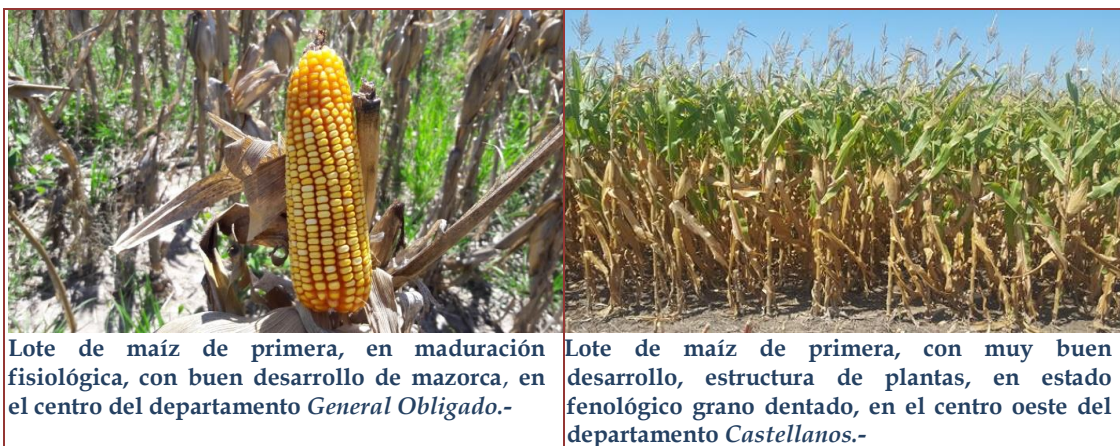 Lote de maíz de primera, en maduración
fisiológica, con buen desarrollo de mazorca, en
el centro del departamento General Obligado.-
Lote de maíz de primera, con muy buen
desarrollo, estructura de plantas, en estado
fenológico grano dentado, en el centro oeste del
departamento Castellanos.-